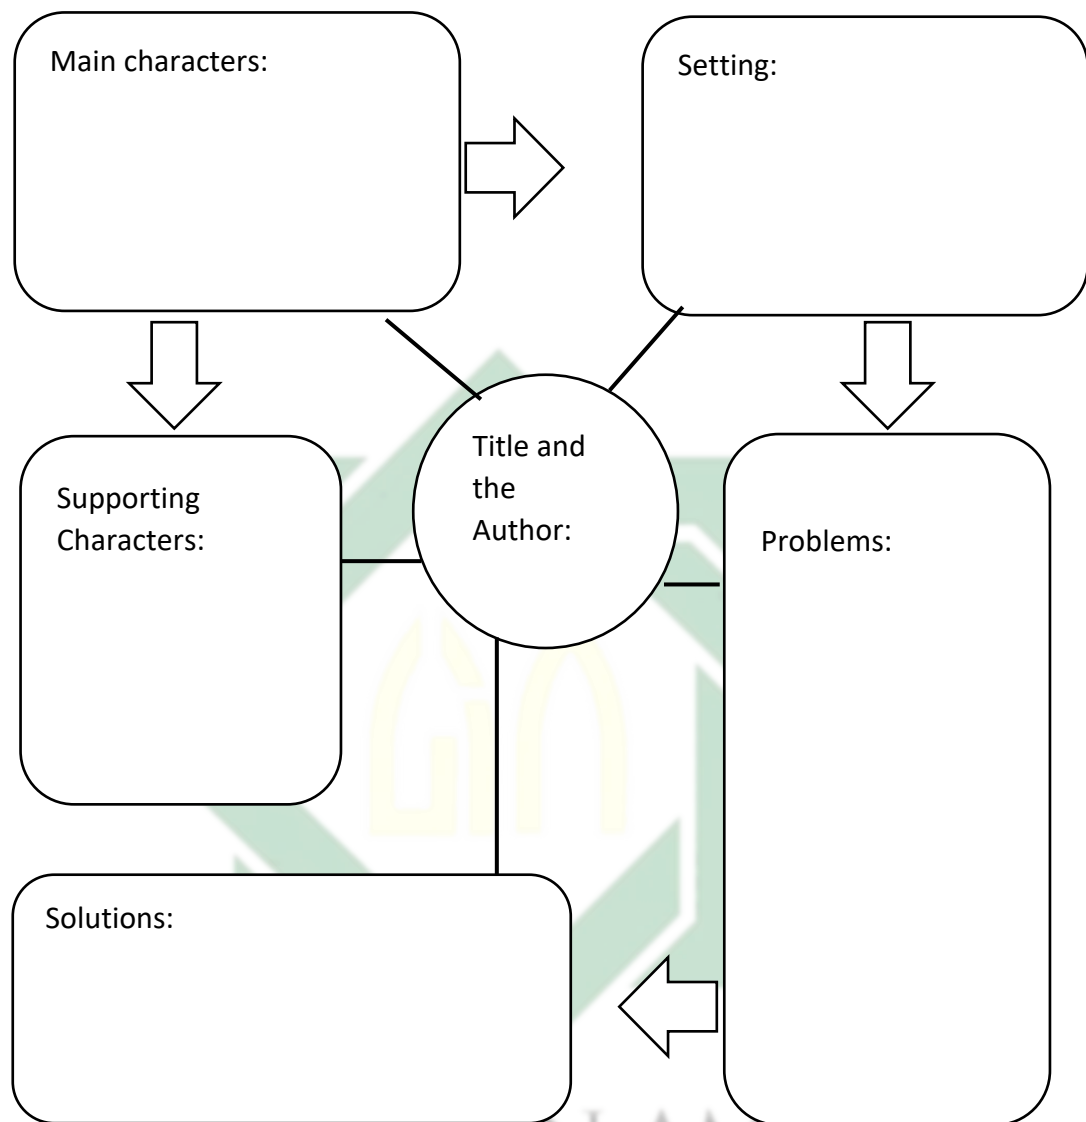 Main characters:
Setting:
Title and
the
Author:
Supporting
Characters:
Problems:
Solutions: